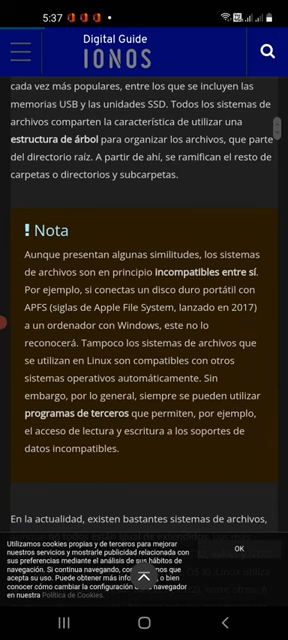 5:37
Digital Guide
IONOS
cada vez más populares, entre los que se incluyen las
memorias USB y las unidades SSD. Todos los sistemas de
archivos comparten la característica de utilizar una
estructura de árbol para organizar los archivos, que parte
del directorio raíz. A partir de ahí, se ramifican el resto de
carpetas o directorios y subcarpetas.
! Nota
Aunque presentan algunas similitudes, los sistemas
de archivos son en principio incompatibles entre sí.
Por ejemplo, si conectas un disco duro portátil con
APFS (siglas de Apple File System, lanzado en 2017)
a un ordenador con Windows, este no lo
reconocerá. Tampoco los sistemas de archivos que
se utilizan en Linux son compatibles con otros
sistemas operativos automáticamente. Sin
embargo, por lo general, siempre se pueden utilizar
programas de terceros que permiten, por ejemplo,
el acceso de lectura y escritura a los soportes de
datos incompatibles.
En la actualidad, existen bastantes sistemas de archivos,
Utilizamos cookies propias y de terceros para mejorar
nuestros servicios y mostrarle publicidad relacionada con
sus preferencias mediante el análisis de sus hábitos de
navegación. Si continua navegando, con
acepta su uso. Puede obtener más o bien
conocer cómo cambiar la configuración navegador
en nuestra Política de Cookies.
OK